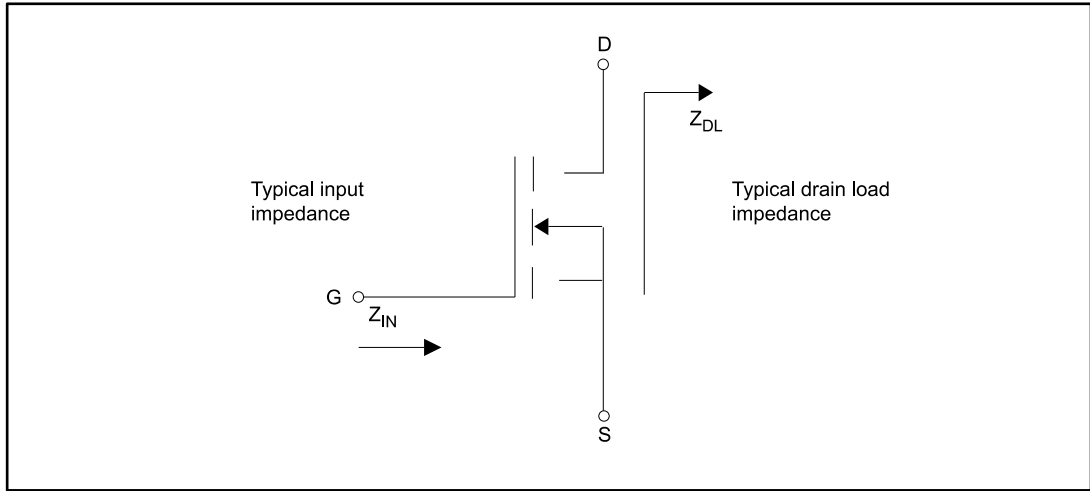 D
Z_DL
Typical input
impedance
Typical drain load
impedance
G
Z_IN
S